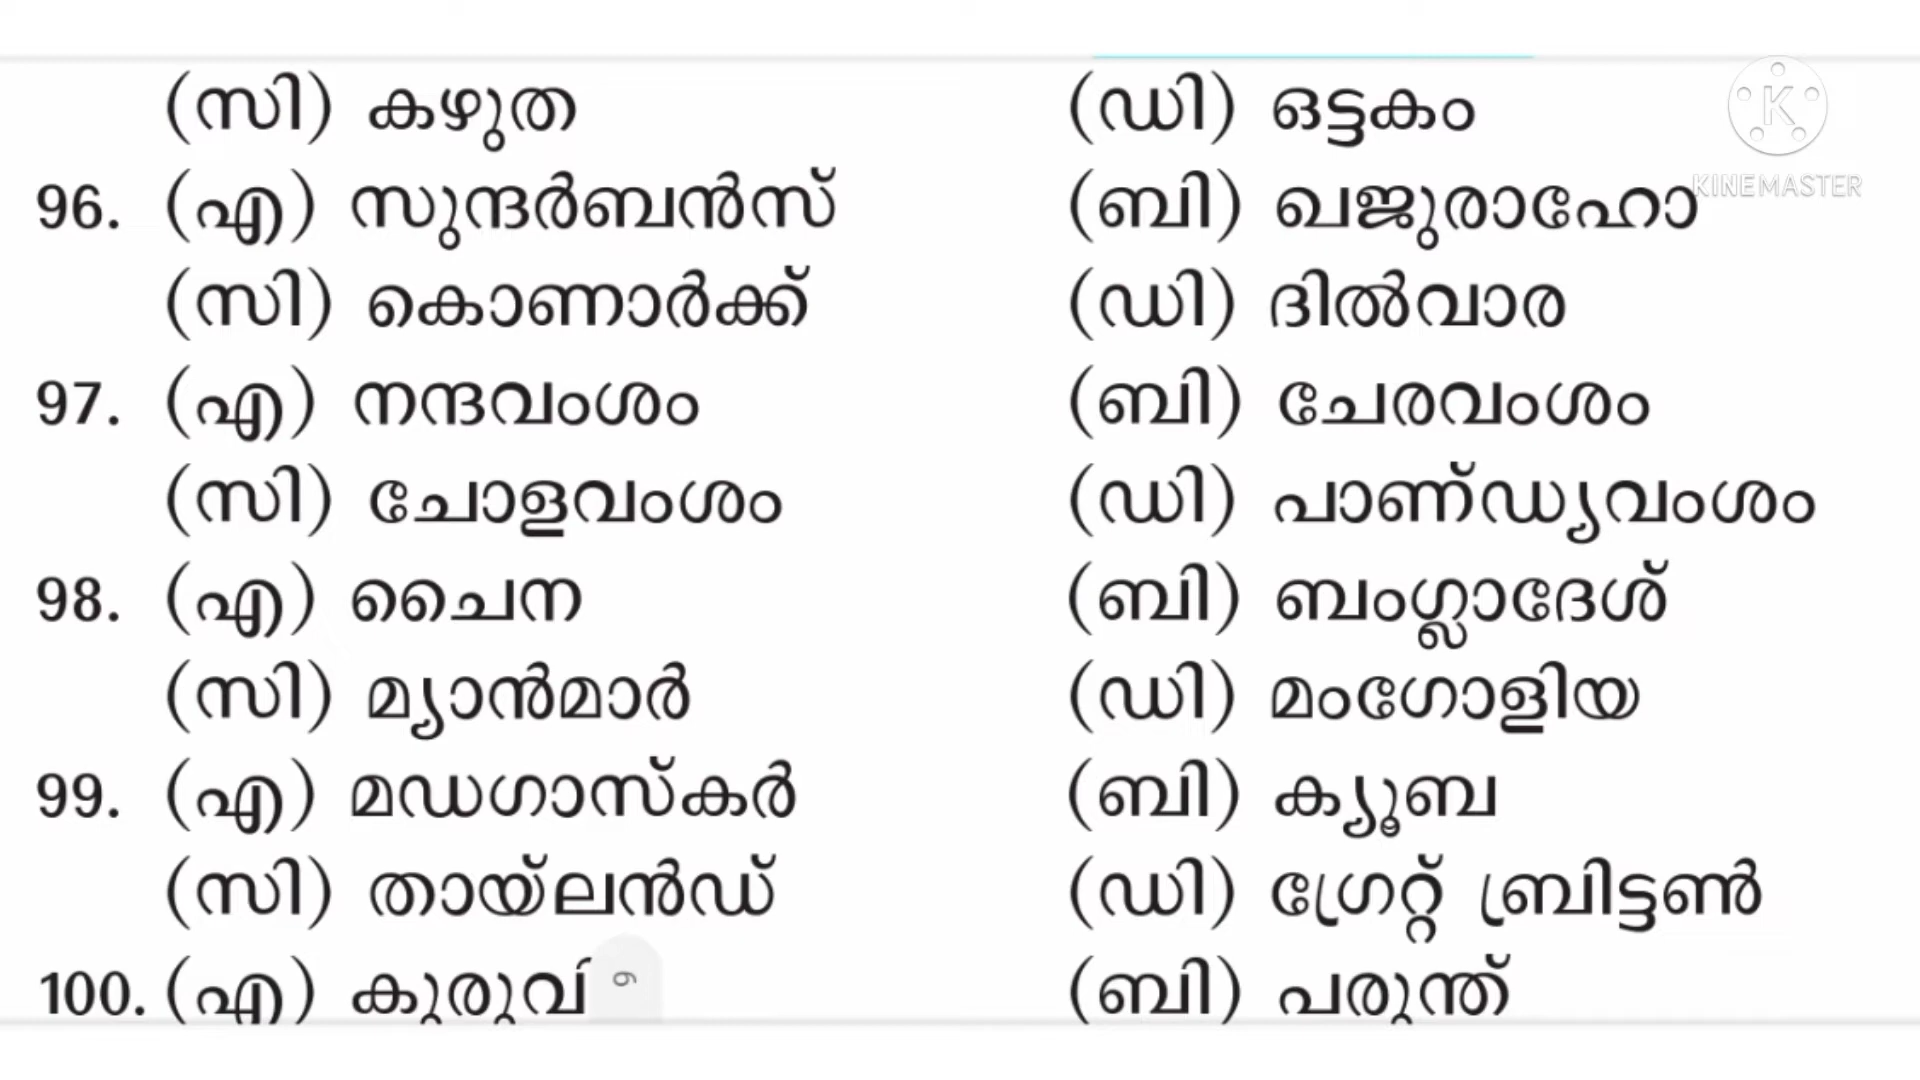 (സി) കഴുത (ഡി) ഒട്ടകം
KINEMASTER
96. (എ) സുന്ദർബൻസ് (ബി) ഖജുരാഹോ
(സി) കൊണാർക്ക് (ഡി) ദിൽവാര
97. (എ) നന്ദവംശം (ബി) ചേരവംശം
(സി) ചോളവംശം (ഡി) പാണ്ഡ്യവംശം
98. (എ) ചൈന (ബി) ബംഗ്ലാദേശ്
(സി) മ്യാൻമാർ (ഡി) മംഗോളിയ
99. (എ) മഡഗാസ്കർ (ബി) ക്യൂബ
(സി) തായ്ലൻഡ് (ഡി) ഗ്രേറ്റ് ബ്രിട്ടൺ
100. (എ) കുരുവി (ബി) പരുന്ത്